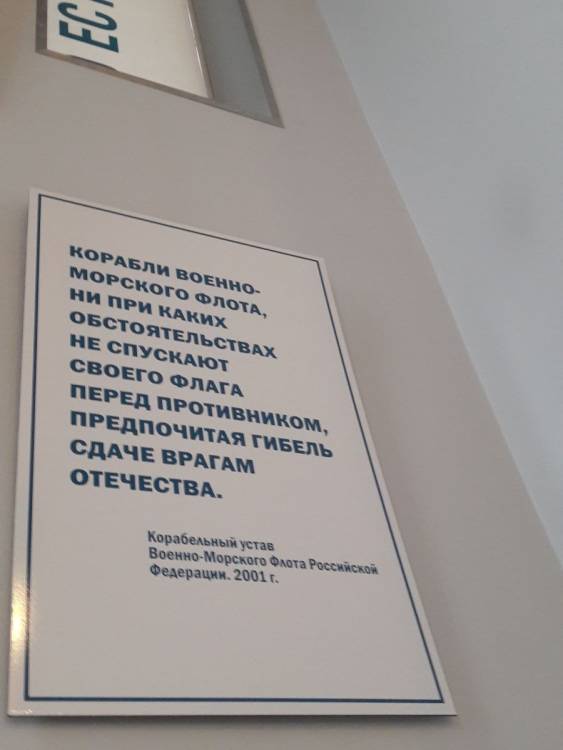 ЕСТ
КОРАБЛИ ВОЕННО-
МОРСКОГО ФЛОТА,
НИ ПРИ КАКИХ
ОБСТОЯТЕЛЬСТВАХ
НЕ СПУСКАЮТ
СВОЕГО ФЛАГА
ПЕРЕД ПРОТИВНИКОМ,
ПРЕДПОЧИТАЯ ГИБЕЛЬ
СДАЧЕ ВРАГАМ
ОТЕЧЕСТВА.
Корабельный устав
Военно-Морского Флота Российской
Федерации. 2001 г.